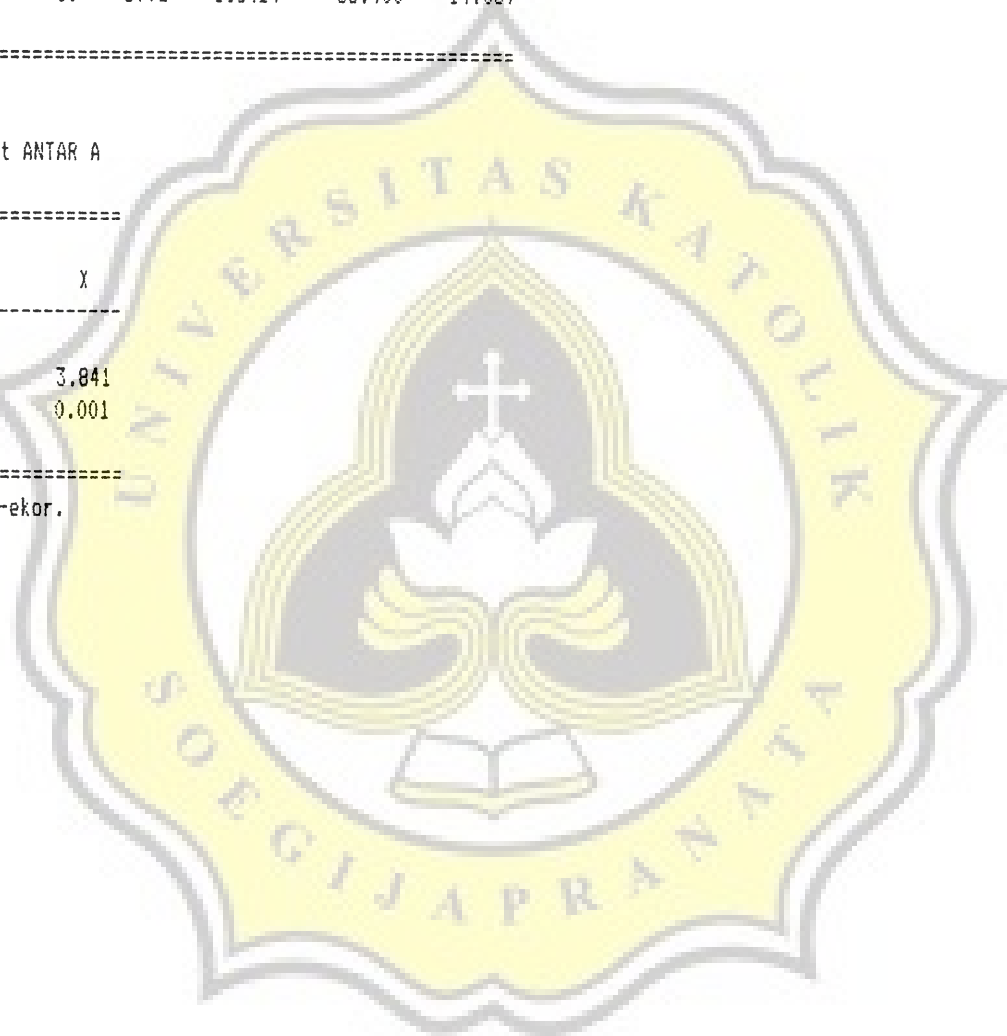 ===================================
t ANTAR A
==========
X
----------
3.841
0.001
==========
-ekor.
UNIVERSITAS KATOLIK
SOEGIJAPRANATA